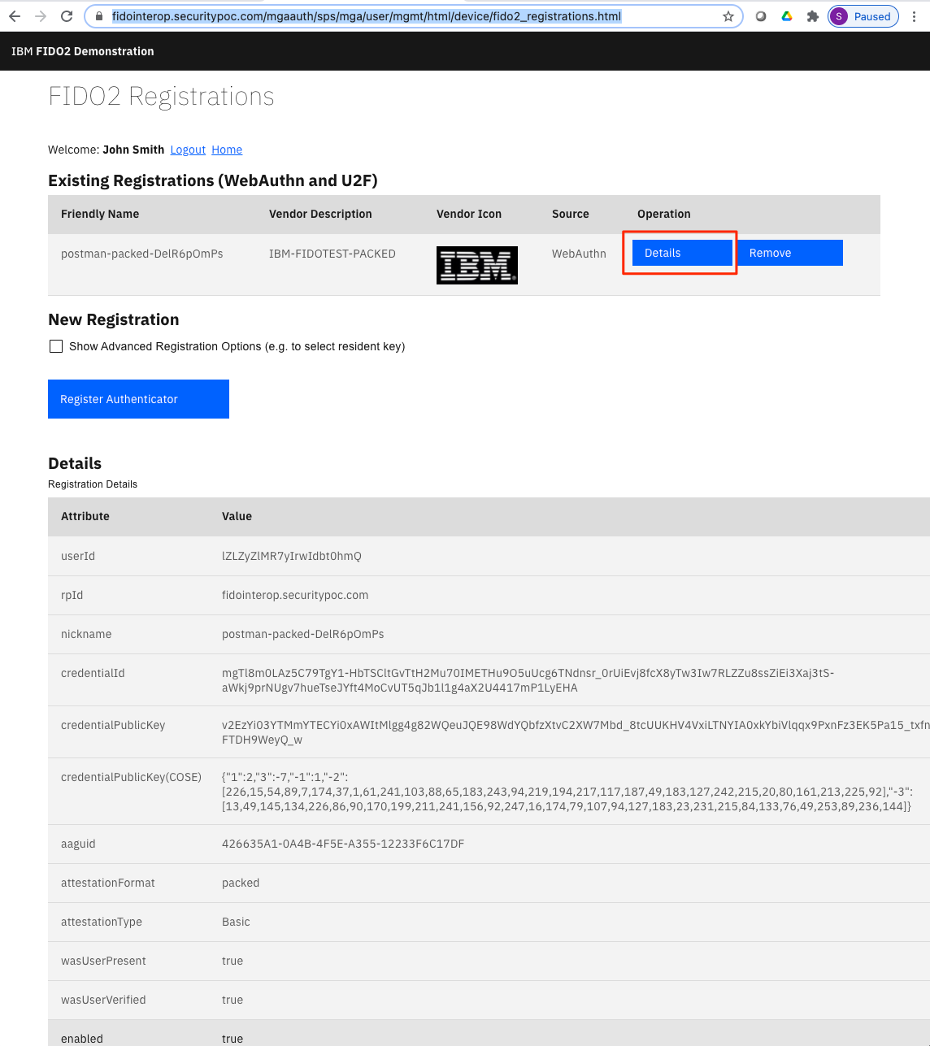 fidointerop.securitypoc.com/mgaauth/sps/mga/user/mgmt/html/device/fido2_registrations.html
S Paused
IBM FIDO2 Demonstration
FIDO2 Registrations
Welcome: John Smith Logout Home
Existing Registrations (WebAuthn and U2F)
Friendly Name Vendor Description Vendor Icon Source Operation
postman-packed-DelR6pOmPs IBM-FIDOTEST-PACKED IBM WebAuthn Details Remove
New Registration
Show Advanced Registration Options (e.g. to select resident key)
Register Authenticator
Details
Registration Details
Attribute Value
userId lZLZyZlMR7yIrwIdbt0hmQ
rpId fidointerop.securitypoc.com
nickname postman-packed-DelR6pOmPs
credentialId mgTl8m0LAz5C79TgY1-HbTSCltGvTtH2Mu70IMETHu9O5uUcg6TNdnsr_0rUiEvj8fcX8yTw3Iw7RLZZu8ssZiEi3Xaj3tS-
aWkj9prNUgv7hueTseJYft4MoCvUT5qJb1l1g4aX2U4417mP1LyEHA
credentialPublicKey v2EzYi03YTMmYTECYi0xAWItMlgg4g82WQeuJQE98WdYQbfzXtvC2XW7Mbd_8tcUUKHV4VxiLTNYIA0xkYbiVlqqx9PxnFz3EK5Pa15_txfn
FTDH9WeyQ_w
credentialPublicKey(COSE) {"1":2,"3":-7,"-1":1,"-2":
[226,15,54,89,7,174,37,1,61,241,103,88,65,183,243,94,219,194,217,117,187,49,183,127,242,215,20,80,161,213,225,92],"-3":
[13,49,145,134,226,86,90,170,199,211,241,156,92,247,16,174,79,107,94,127,183,23,231,215,84,133,76,49,253,89,236,144]}
aaguid 426635A1-0A4B-4F5E-A355-12233F6C17DF
attestationFormat packed
attestationType Basic
wasUserPresent true
wasUserVerified true
enabled true